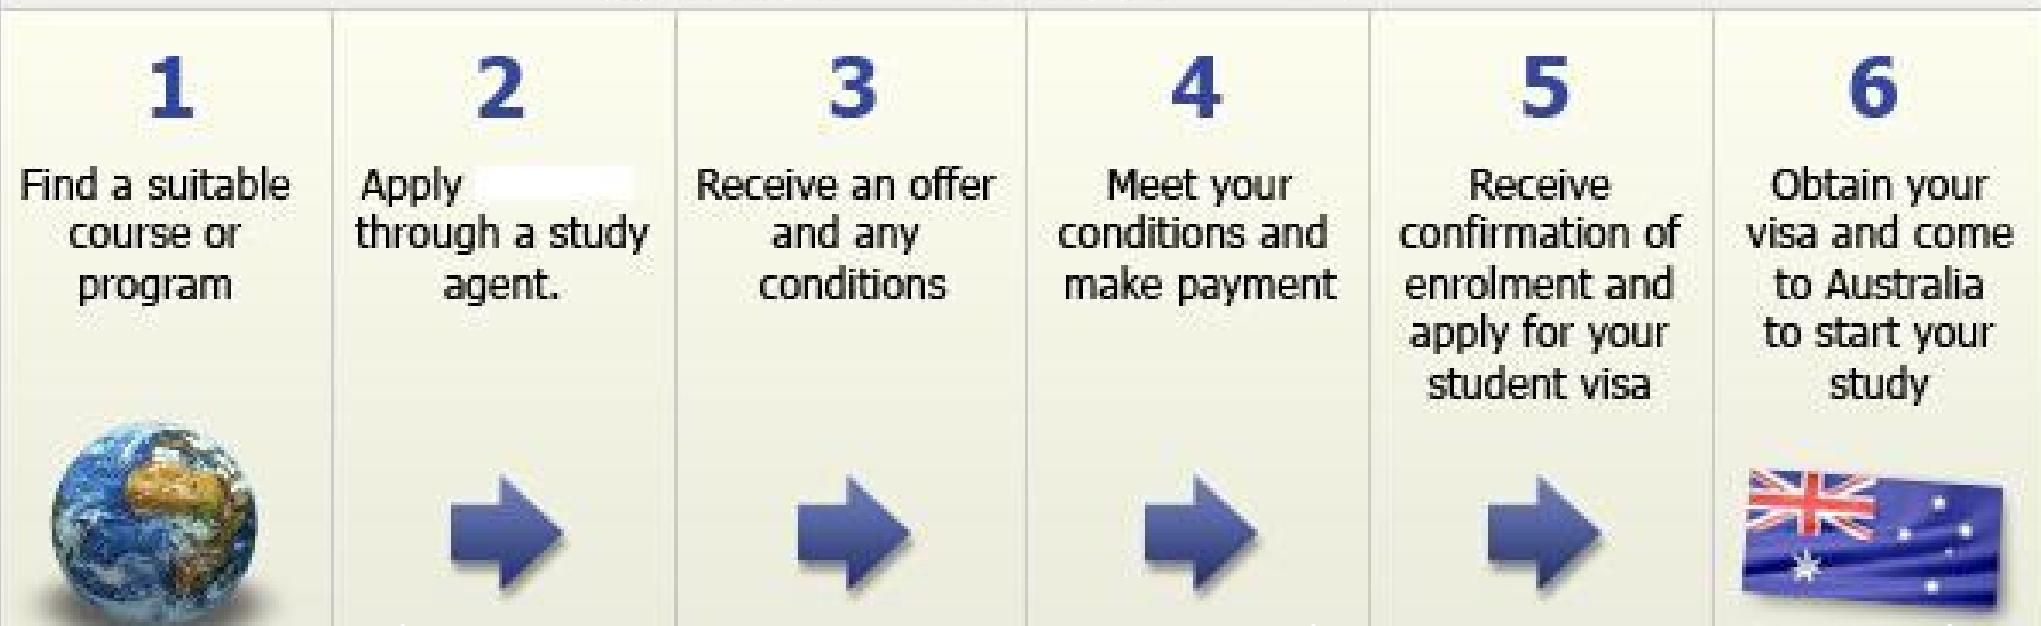 1
Find a suitable
course or
program
2
Apply
through a study
agent.
3
Receive an offer
and any
conditions
4
Meet your
conditions and
make payment
5
Receive
confirmation of
enrolment and
apply for your
student visa
6
Obtain your
visa and come
to Australia
to start your
study